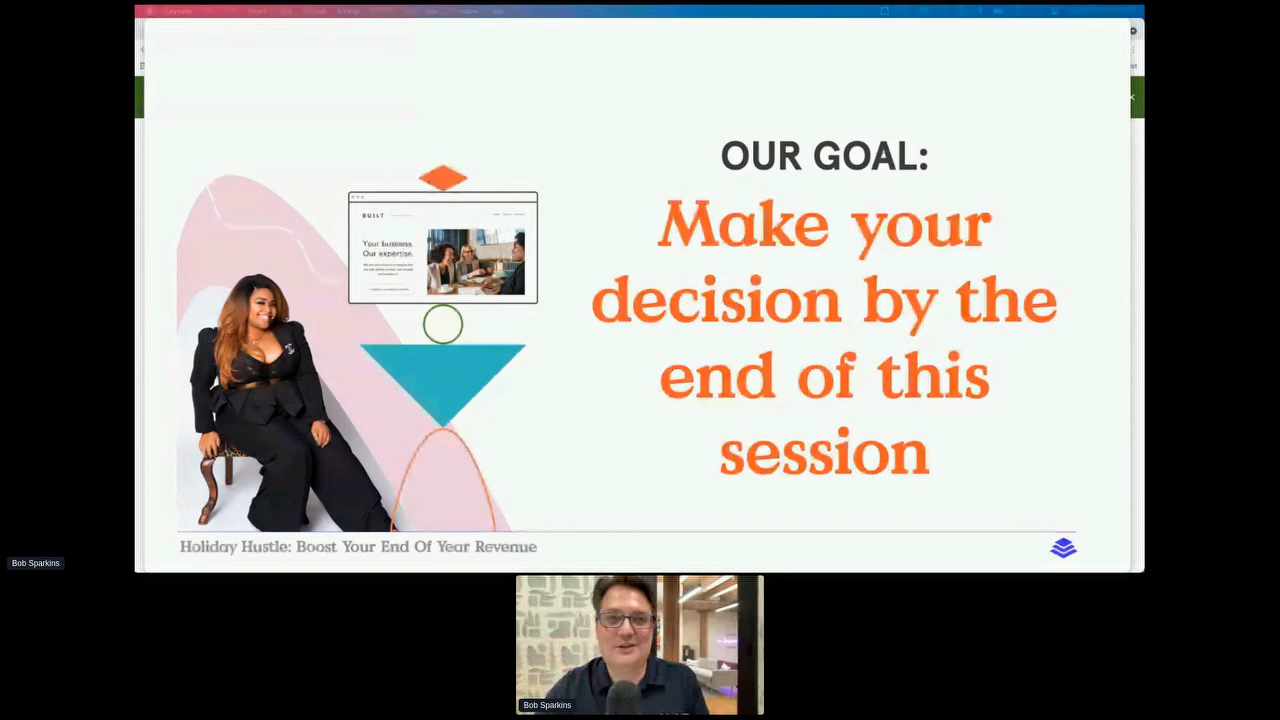 BUILT
Your business.
Our expertise.
OUR GOAL:
Make your
decision by the
end of this
session
Holiday Hustle: Boost Your End Of Year Revenue
Bob Sparkins
Bob Sparkins